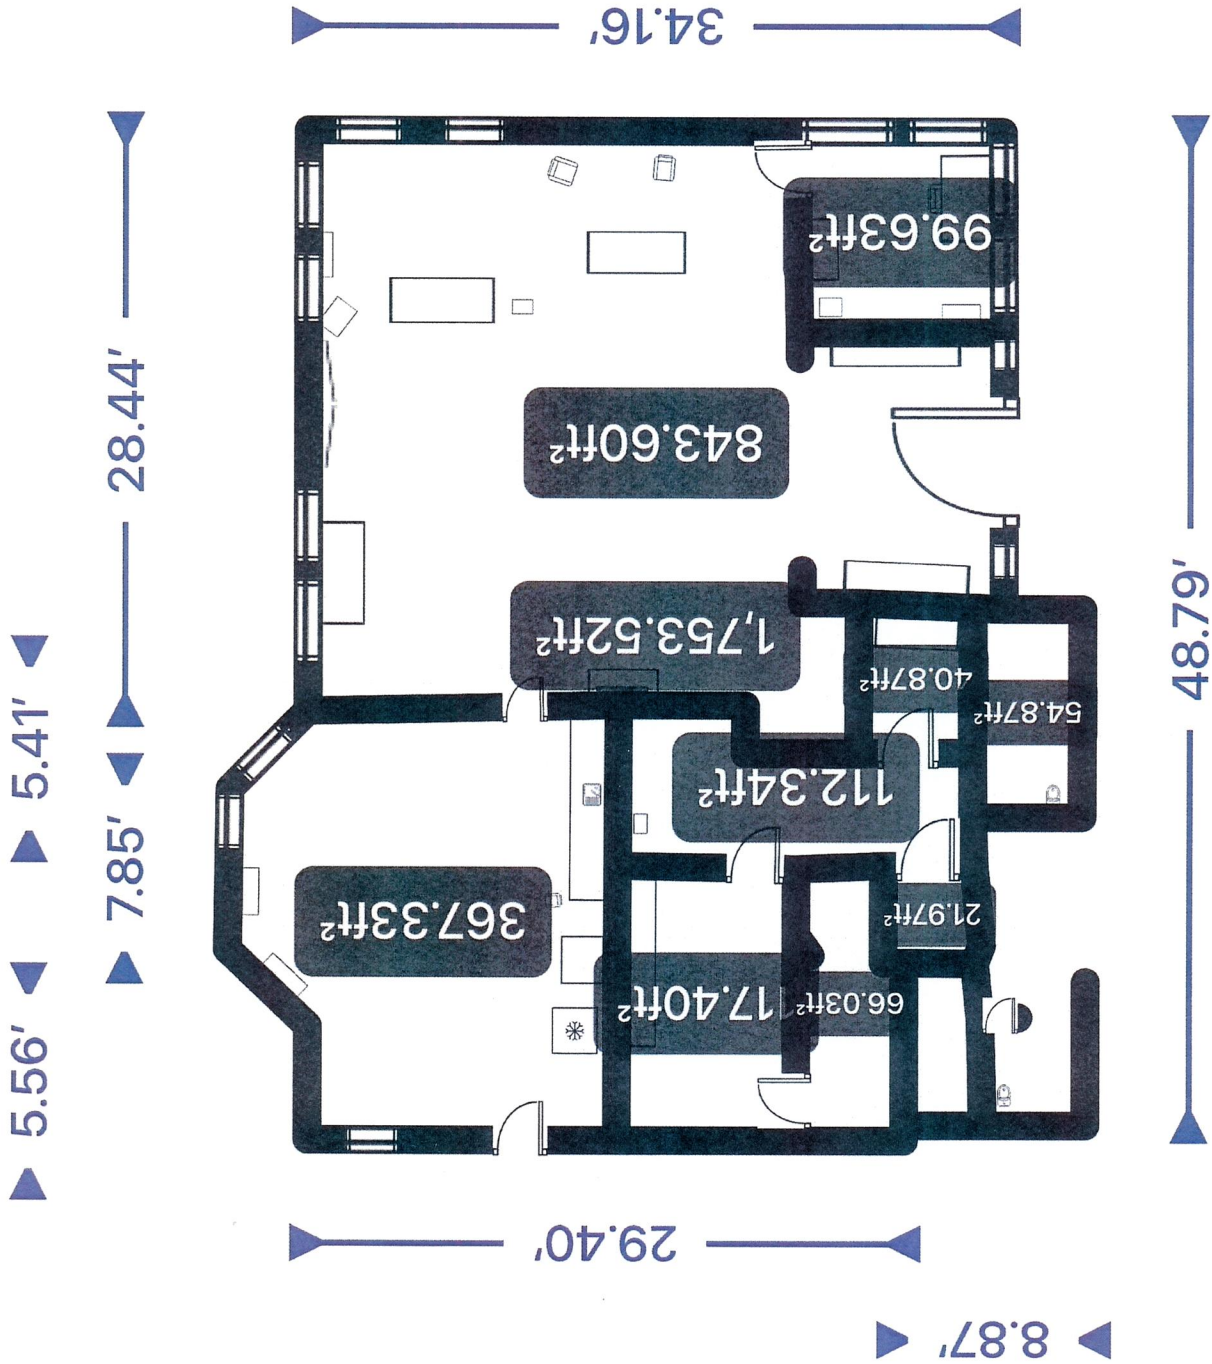 34.16'
99.63ft²
28.44'
843.60ft²
48.79'
1,753.52ft²
40.87ft²
54.87ft²
5.41'
112.34ft²
7.85'
367.33ft²
21.97ft²
17.40ft²
66.03ft²
5.56'
29.40'
8.87'